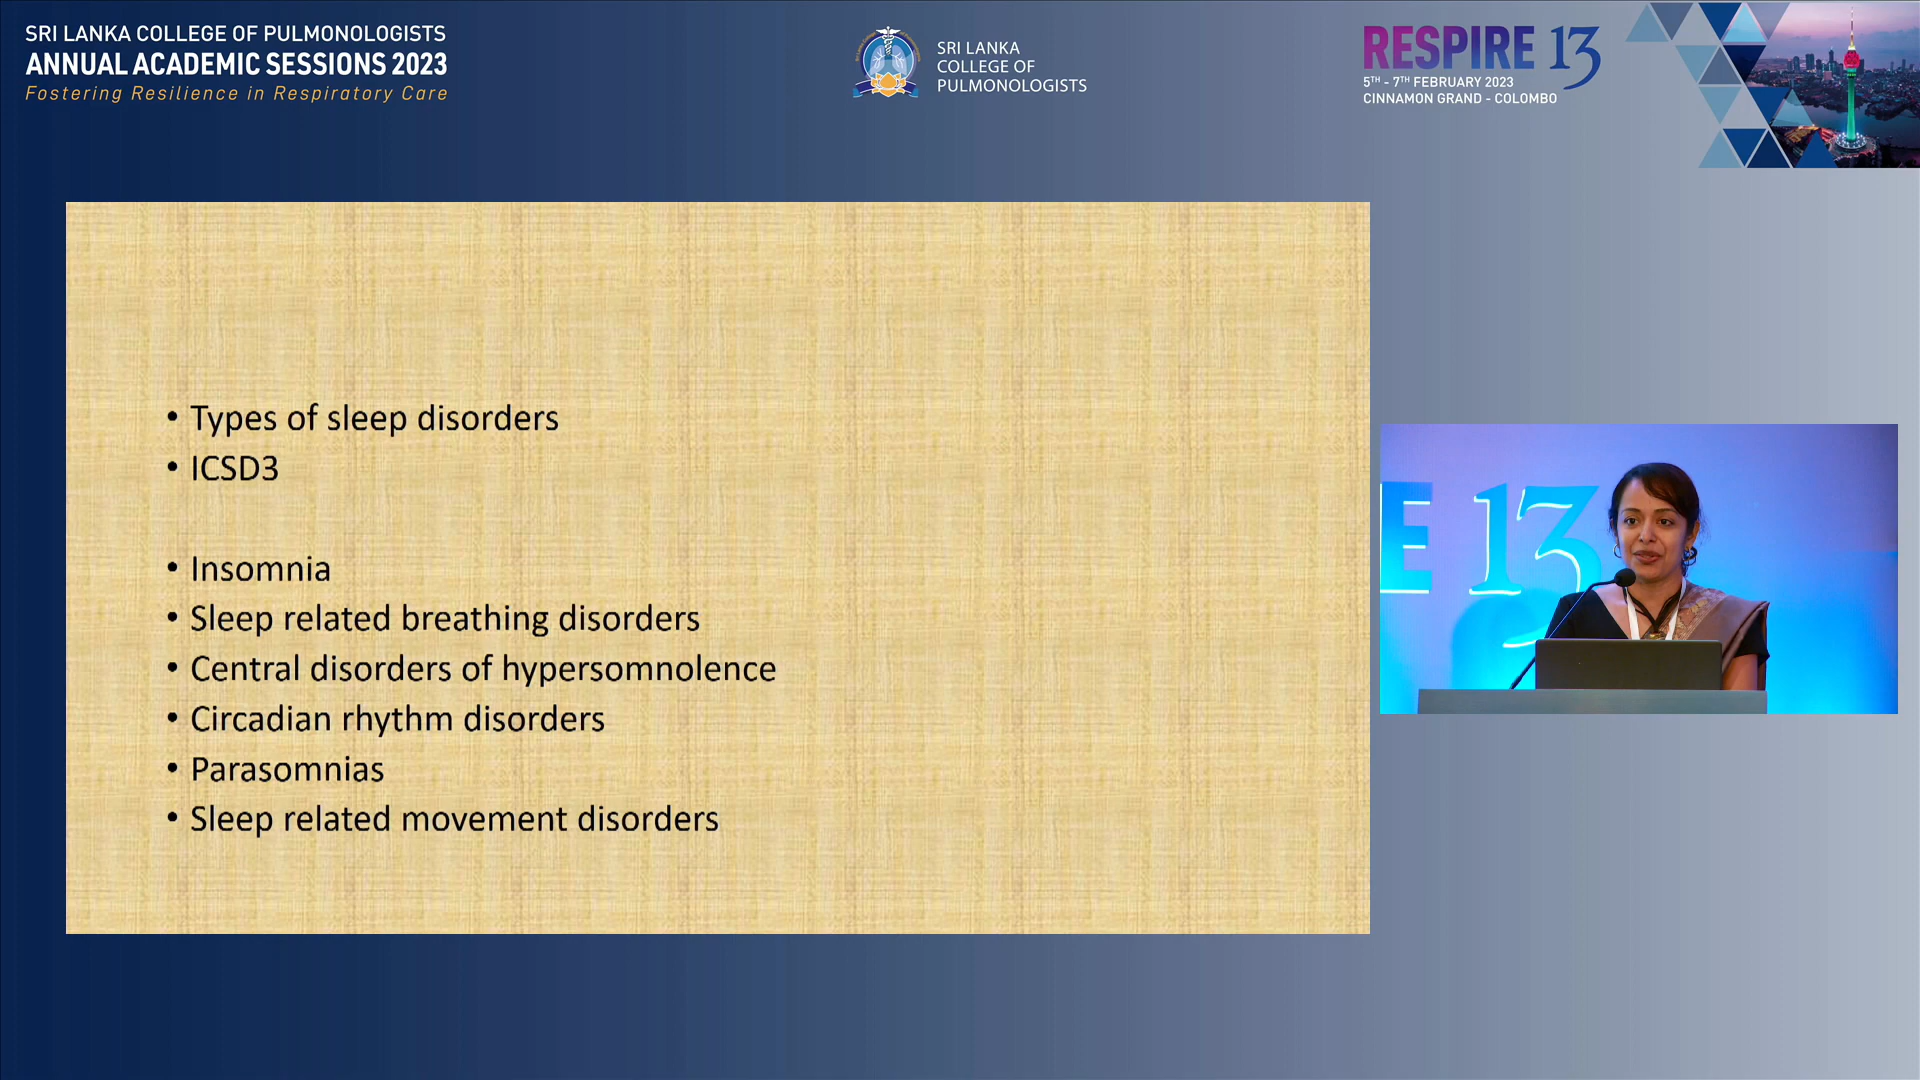 SRI LANKA COLLEGE OF PULMONOLOGISTS
ANNUAL ACADEMIC SESSIONS 2023
Fostering Resilience in Respiratory Care
SRI LANKA
COLLEGE OF
PULMONOLOGISTS
RESPIRE 13
5TH - 7TH FEBRUARY 2023
CINNAMON GRAND - COLOMBO
• Types of sleep disorders
• ICSD3
• Insomnia
• Sleep related breathing disorders
• Central disorders of hypersomnolence
• Circadian rhythm disorders
• Parasomnias
• Sleep related movement disorders
E 13